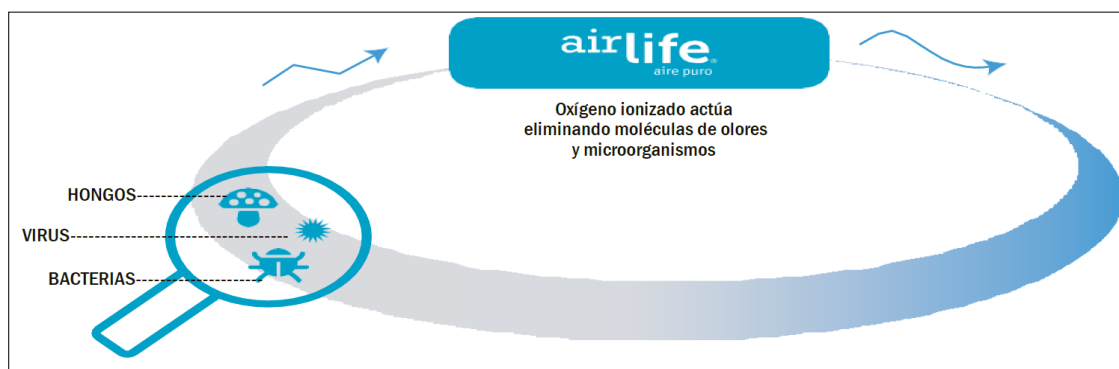 airlife®
aire puro
Oxígeno ionizado actúa
eliminando moléculas de olores
y microorganismos
HONGOS
VIRUS
BACTERIAS